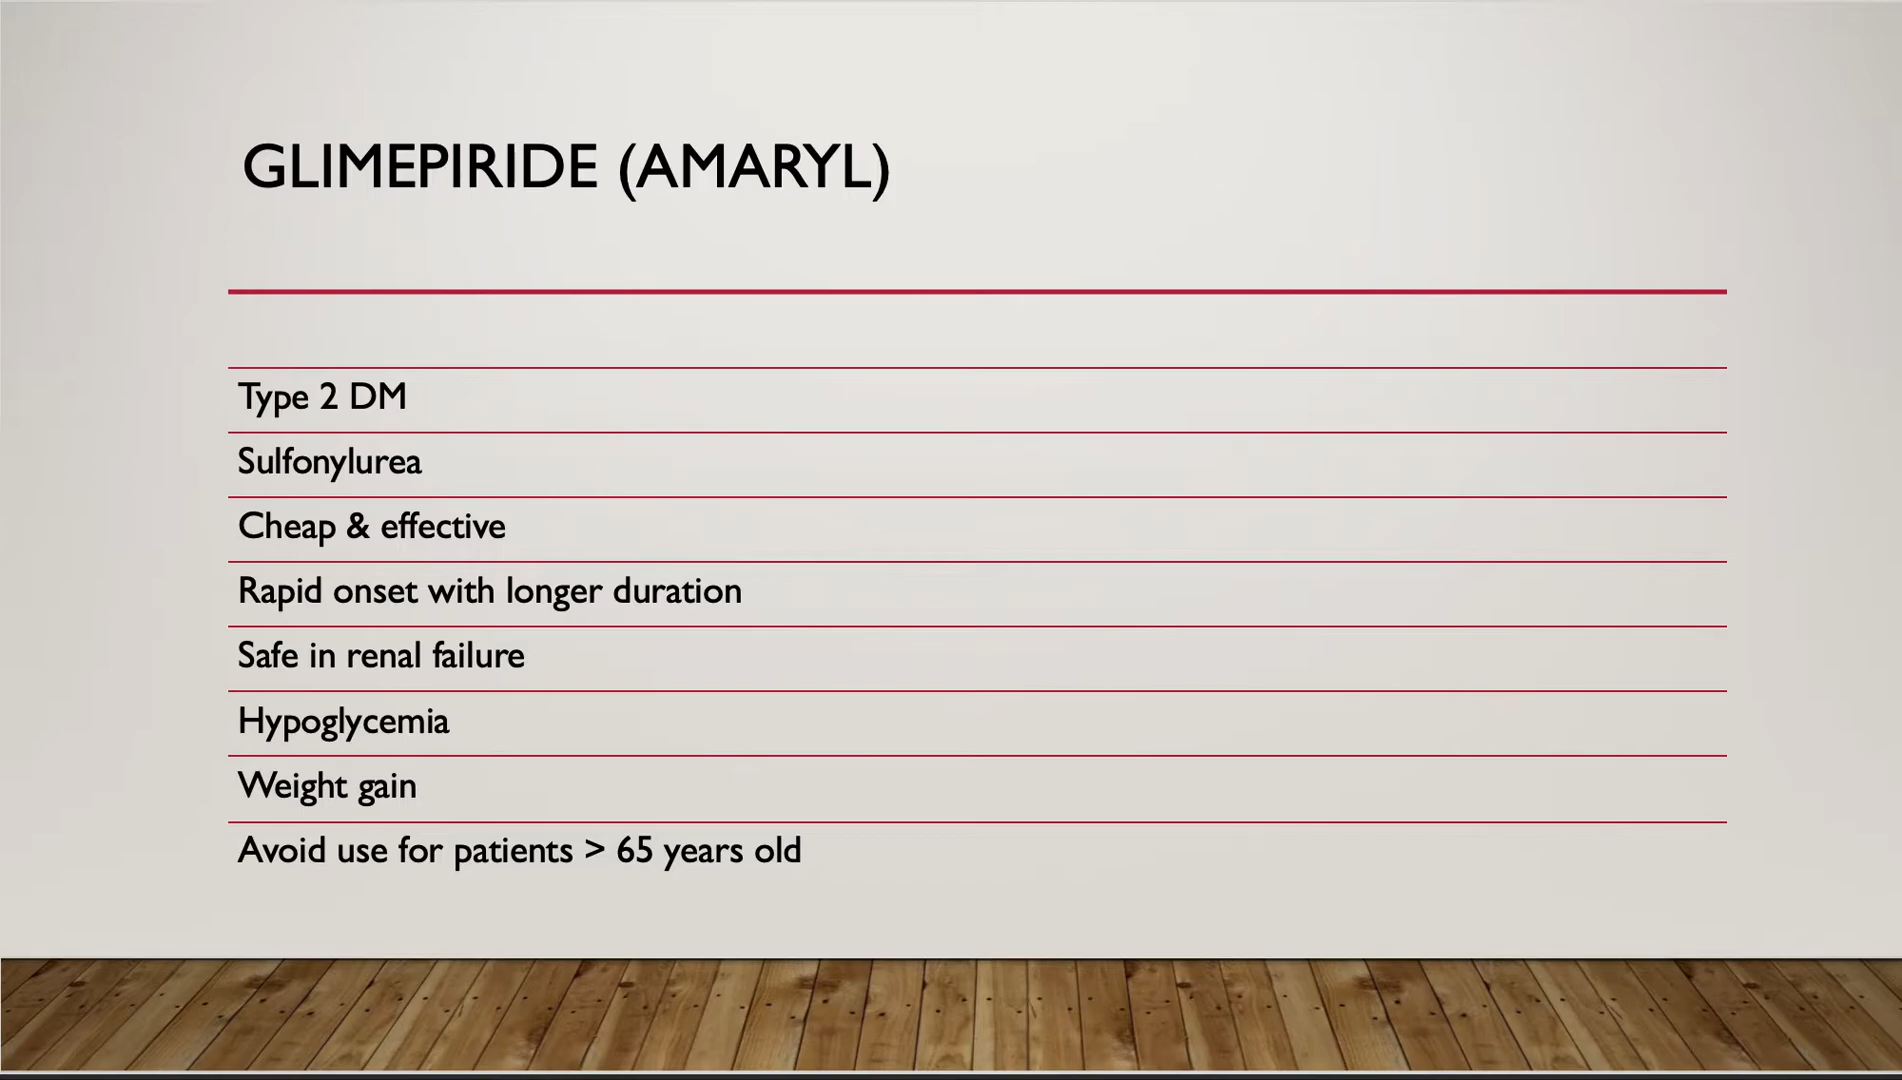 GLIMEPIRIDE (AMARYL)
Type 2 DM
Sulfonylurea
Cheap & effective
Rapid onset with longer duration
Safe in renal failure
Hypoglycemia
Weight gain
Avoid use for patients > 65 years old